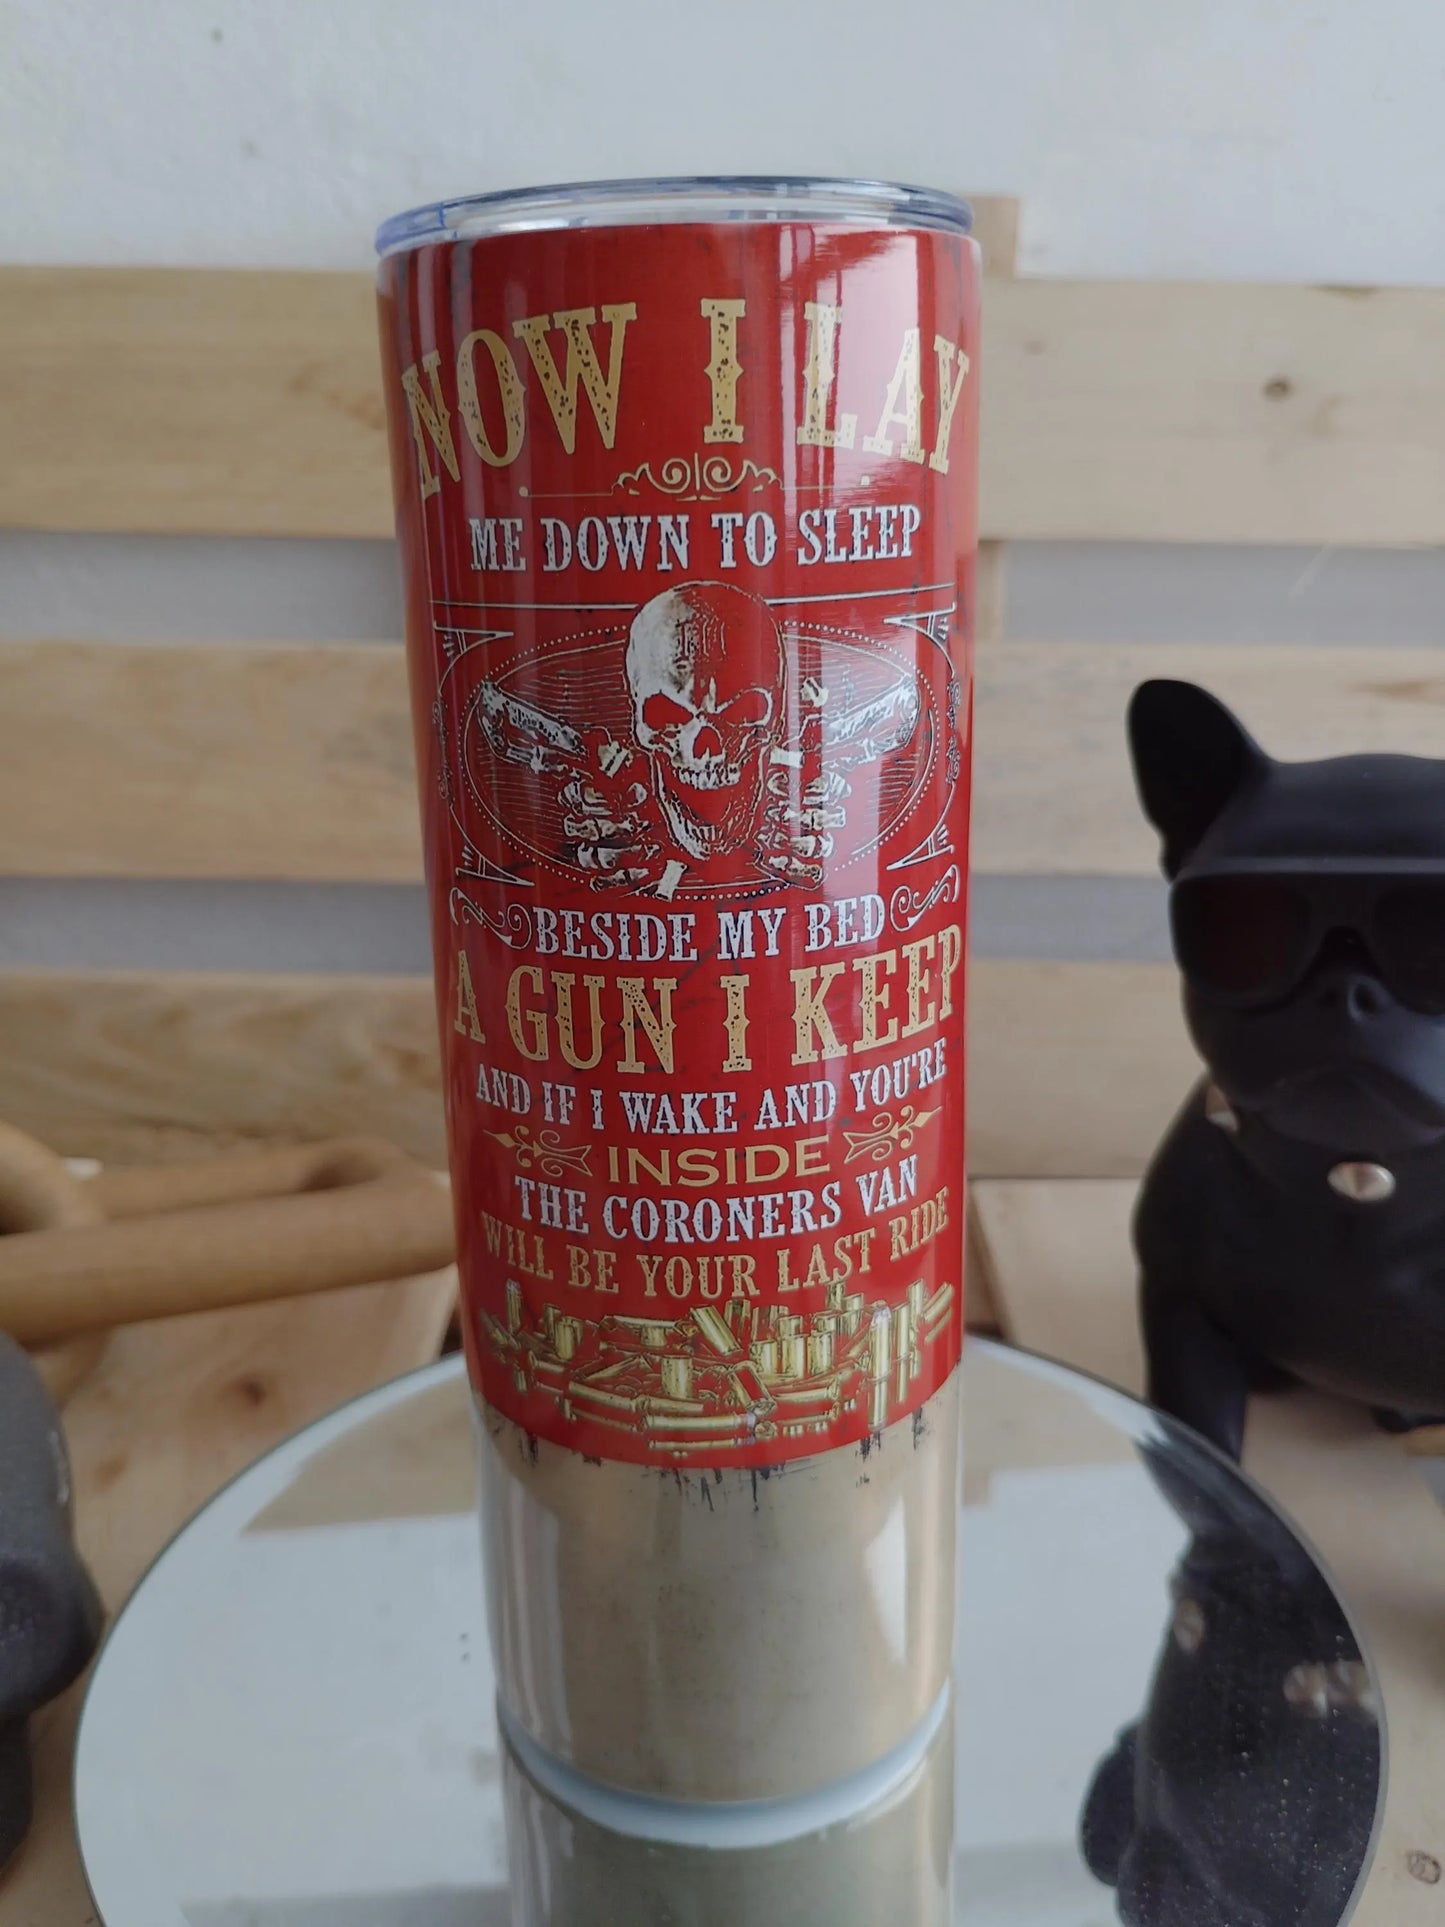 NOW I LAY
ME DOWN TO SLEEP
BESIDE MY BED
A GUN I KEEP
AND IF I WAKE AND YOU'RE
INSIDE
THE CORONERS VAN
WILL BE YOUR LAST RIDE